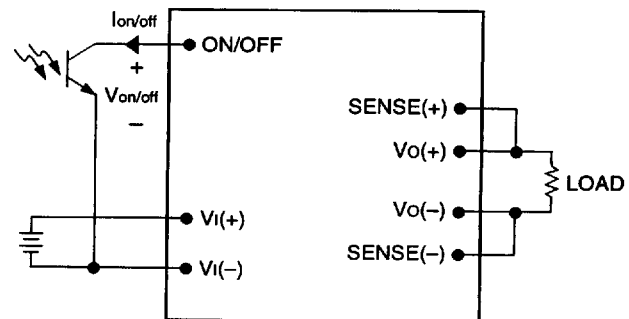 Ion/off
ON/OFF
+
Von/off
–
SENSE(+)
VO(+)
LOAD
VI(+)
VO(–)
SENSE(–)
VI(–)